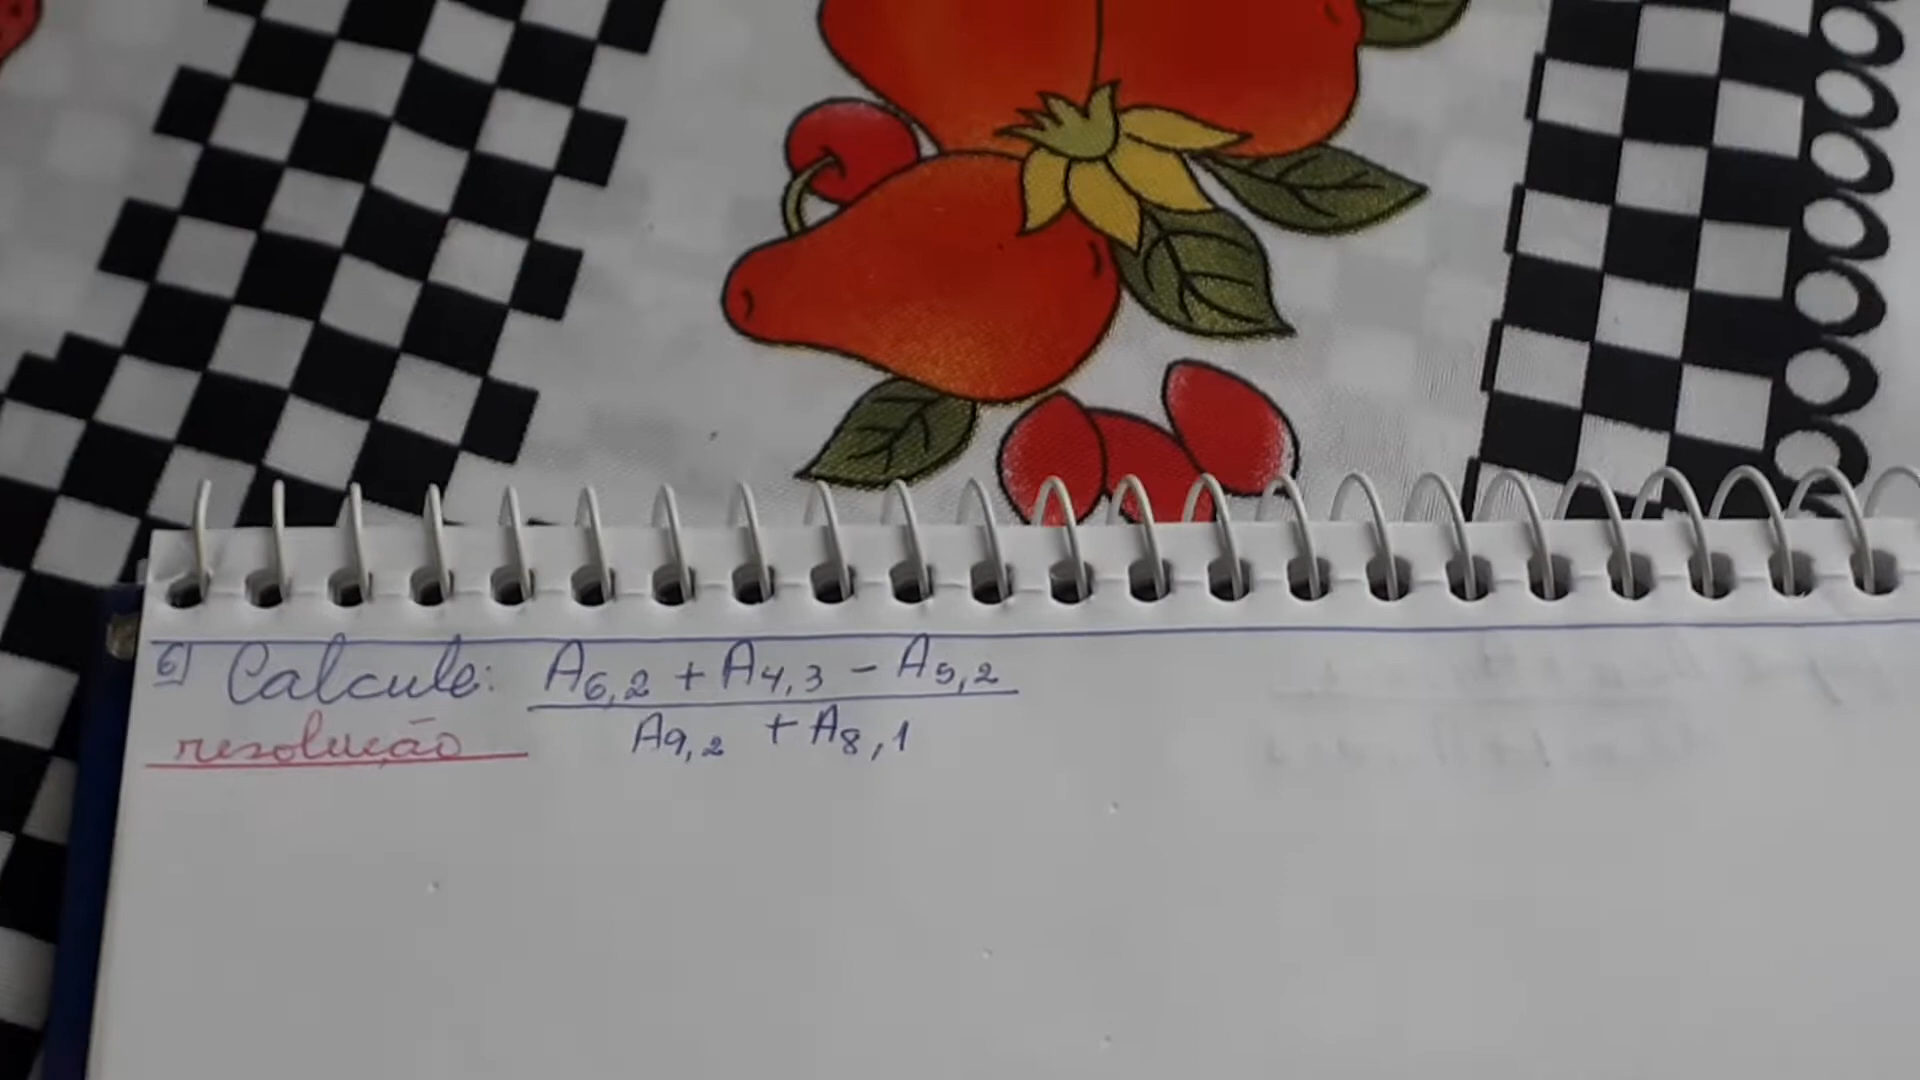 6) Calcule: A6,2 + A4,3 - A5,2
A9,2 + A8,1
resolução